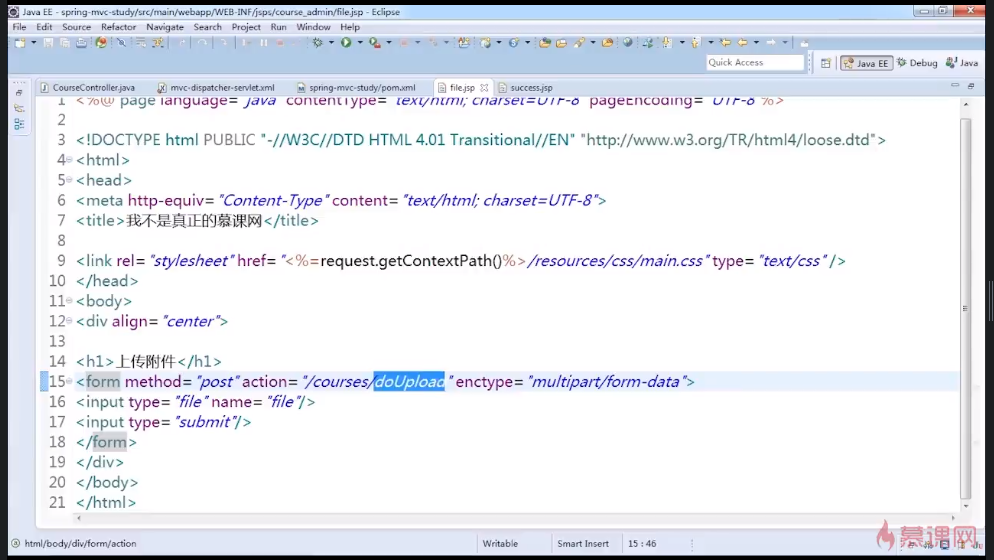 Java EE - spring-mvc-study/src/main/webapp/WEB-INF/jsps/course_admin/file.jsp - Eclipse
File Edit Source Refactor Navigate Search Project Run Window Help
Quick Access Java EE Debug Java
CourseController.java mvc-dispatcher-servlet.xml spring-mvc-study/pom.xml file.jsp success.jsp
1 <%@ page language="java" contentType="text/html; charset=UTF-8" pageEncoding="UTF-8"%>
2
3 <!DOCTYPE html PUBLIC "-//W3C//DTD HTML 4.01 Transitional//EN" "http://www.w3.org/TR/html4/loose.dtd">
4 <html>
5 <head>
6 <meta http-equiv="Content-Type" content="text/html; charset=UTF-8">
7 <title>我不是真正的慕课网</title>
8
9 <link rel="stylesheet" href="<%=request.getContextPath()%>/resources/css/main.css" type="text/css" />
10 </head>
11 <body>
12 <div align="center">
13
14 <h1>上传附件</h1>
15 <form method="post" action="/courses/doUpload" enctype="multipart/form-data">
16 <input type="file" name="file"/>
17 <input type="submit"/>
18 </form>
19 </div>
20 </body>
21 </html>
html/body/div/form/action Writable Smart Insert 15 : 46
慕课网